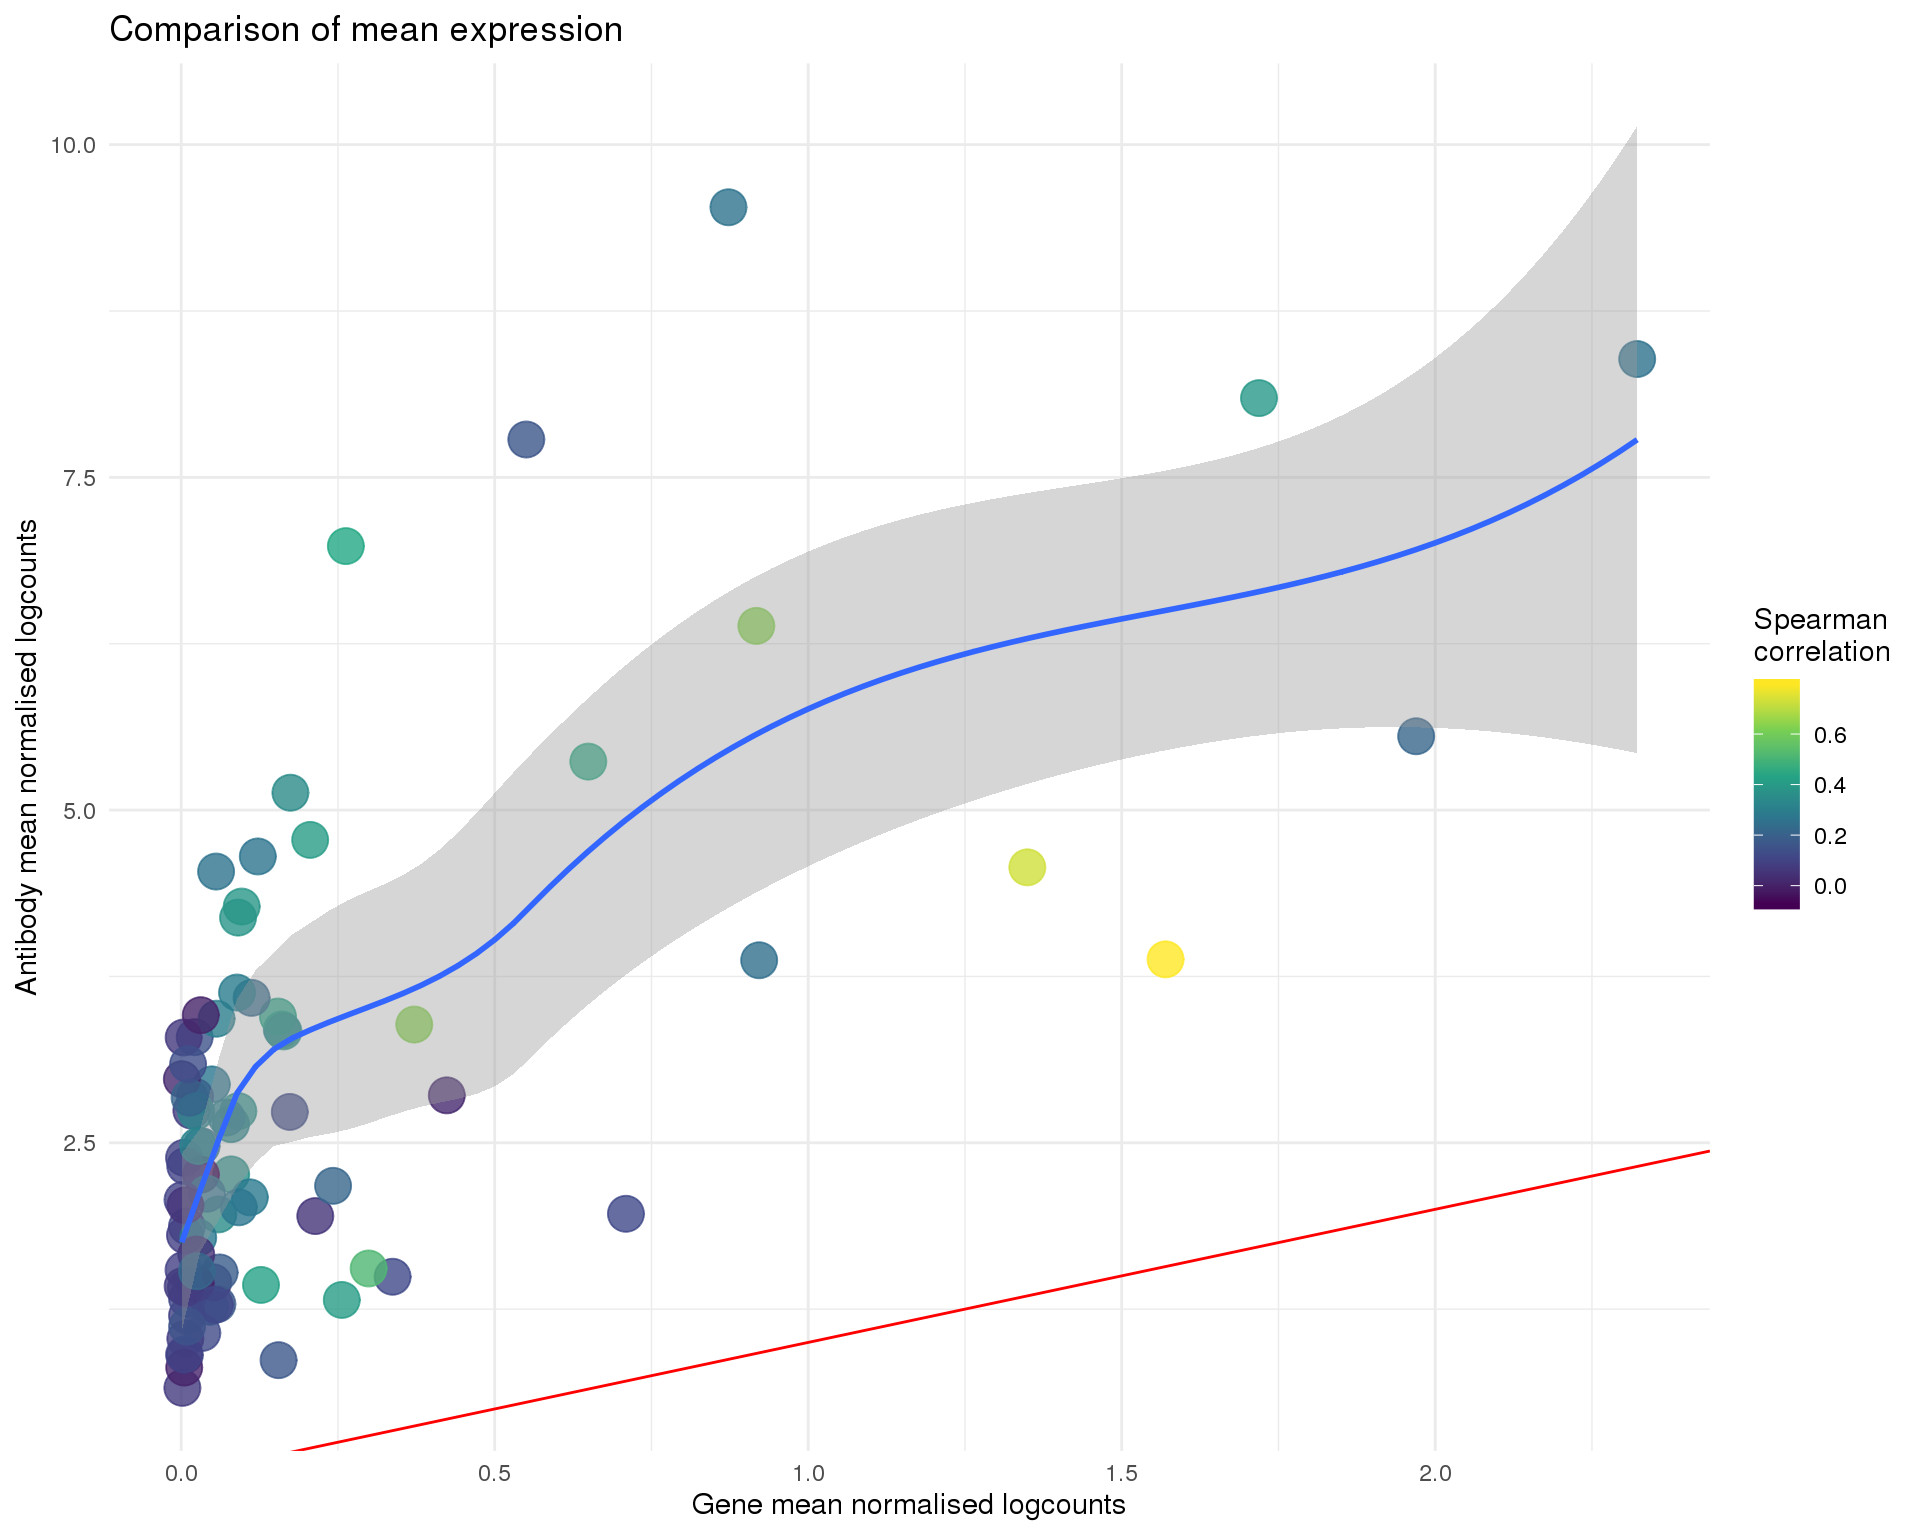 Comparison of mean expression
10.0
7.5
5.0
2.5
Antibody mean normalised logcounts
0.0
0.5
1.0
1.5
2.0
Gene mean normalised logcounts
Spearman
correlation
0.6
0.4
0.2
0.0